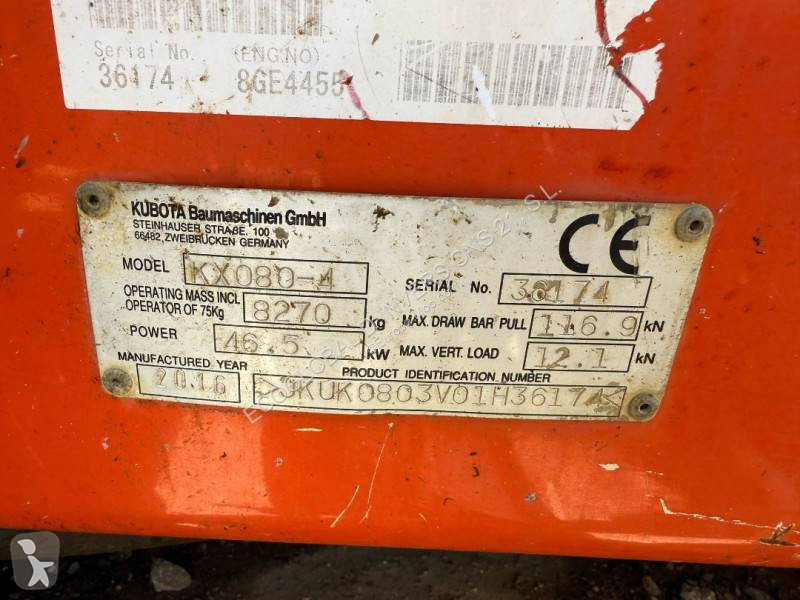 Serial No. (ENG.NO)
36174 8GE4455
KUBOTA Baumaschinen GmbH
STEINHAUSER STRAßE. 100
66482, ZWEIBRÜCKEN GERMANY
CE
MODEL KX080-4
SERIAL No. 36174
OPERATING MASS INCL
OPERATOR OF 75Kg 8270 kg
MAX. DRAW BAR PULL 116.9 kN
POWER 46.5 kW
MAX. VERT. LOAD 12.1 kN
MANUFACTURED YEAR
2016
PRODUCT IDENTIFICATION NUMBER
>JKUK0803V01H36174<